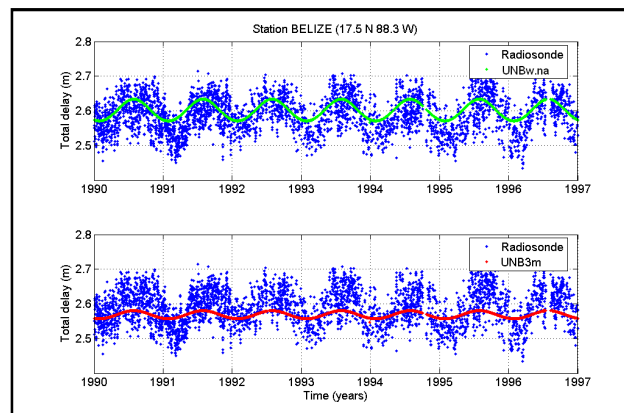 Station BELIZE (17.5 N 88.3 W)
Total delay (m)
2.8
2.7
2.6
2.5
Radiosonde
UNBw.na
1990 1991 1992 1993 1994 1995 1996 1997
Total delay (m)
2.8
2.7
2.6
2.5
Radiosonde
UNB3m
1990 1991 1992 1993 1994 1995 1996 1997
Time (years)